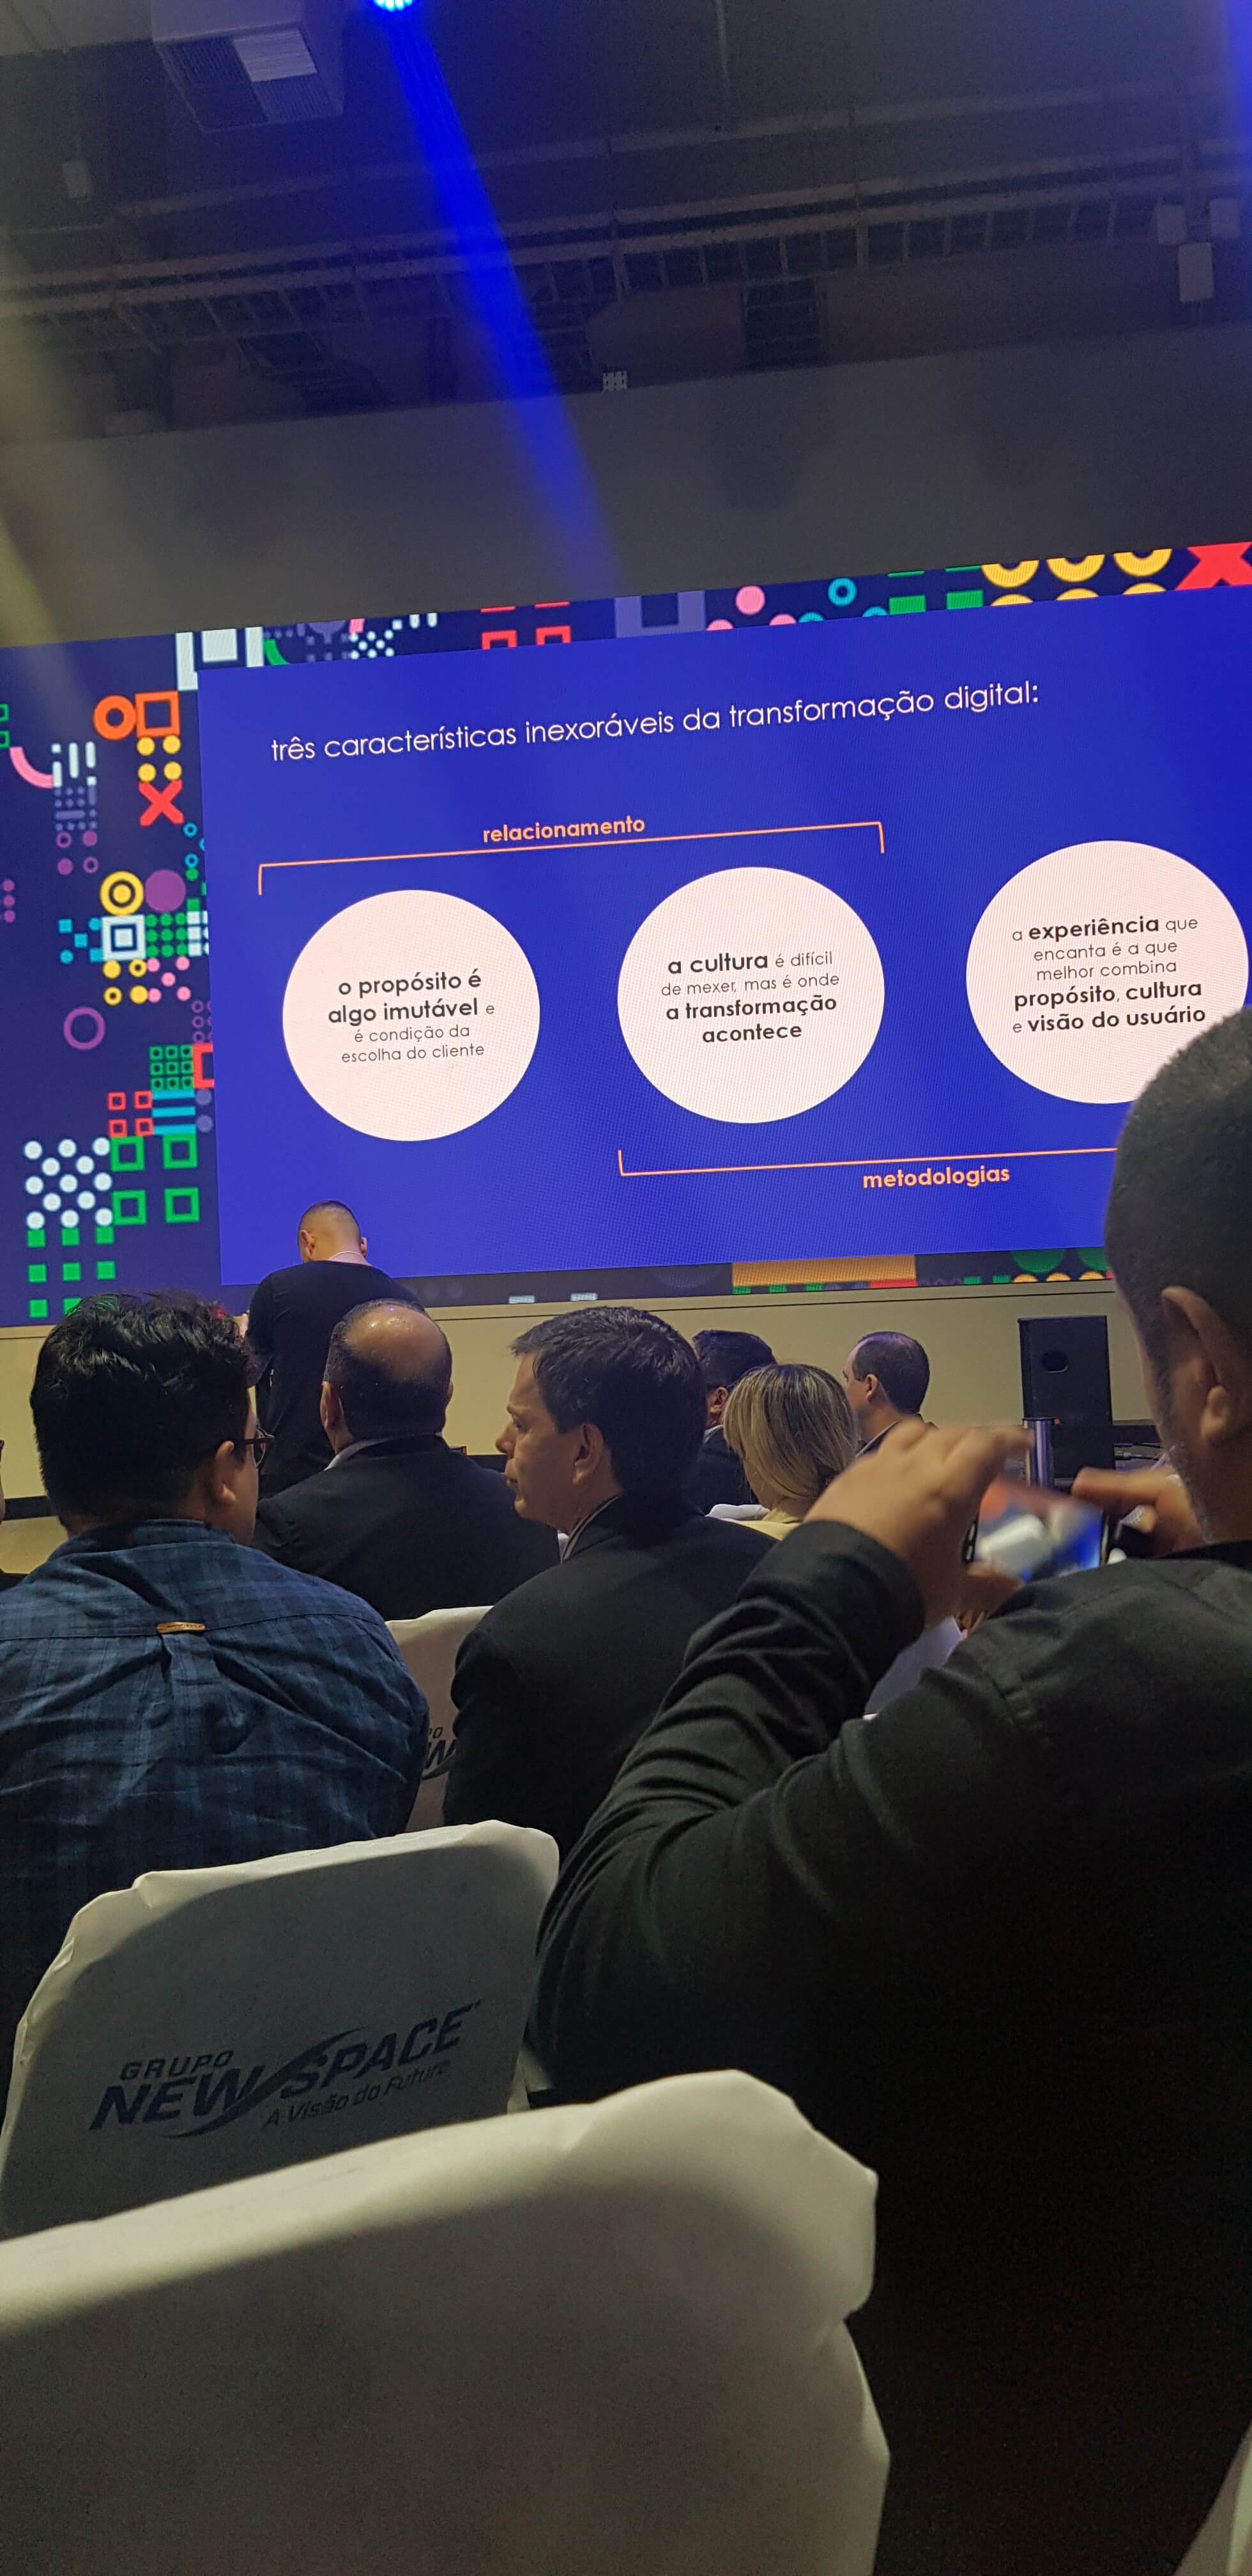 três características inexoráveis da transformação digital:
relacionamento
o propósito é
algo imutável e
é condição da
escolha do cliente
a cultura é difícil
de mexer, mas é onde
a transformação
acontece
a experiência que
encanta é a que
melhor combina
propósito, cultura
e visão do usuário
metodologias
GRUPO
NEW SPACE
A Visão do Futuro